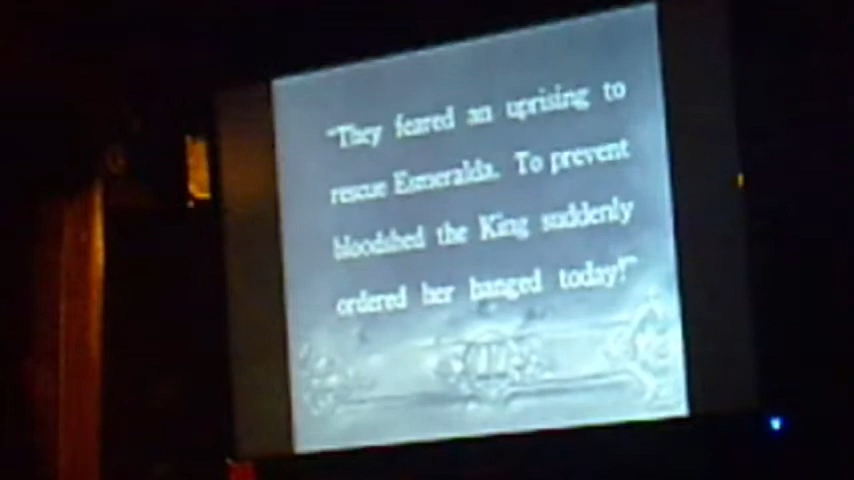 "They feared an uprising to
rescue Esmeralda. To prevent
bloodshed the King suddenly
ordered her hanged today!"